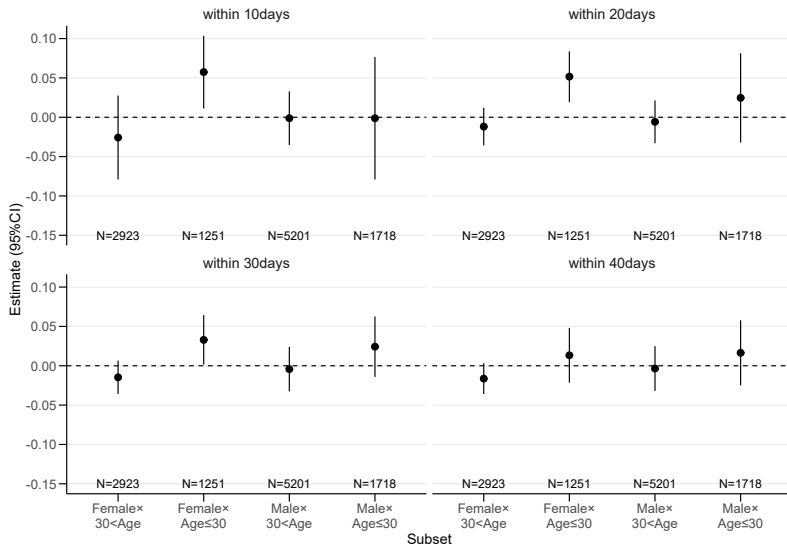 within 10days
within 20days
0.10
0.05
0.00
-0.05
-0.10
-0.15
N=2923 N=1251 N=5201 N=1718
N=2923 N=1251 N=5201 N=1718
Estimate (95%CI)
within 30days
within 40days
0.10
0.05
0.00
-0.05
-0.10
-0.15
N=2923 N=1251 N=5201 N=1718
N=2923 N=1251 N=5201 N=1718
Female× Female× Male× Male×
30<Age Age≤30 30<Age Age≤30
Female× Female× Male× Male×
30<Age Age≤30 30<Age Age≤30
Subset